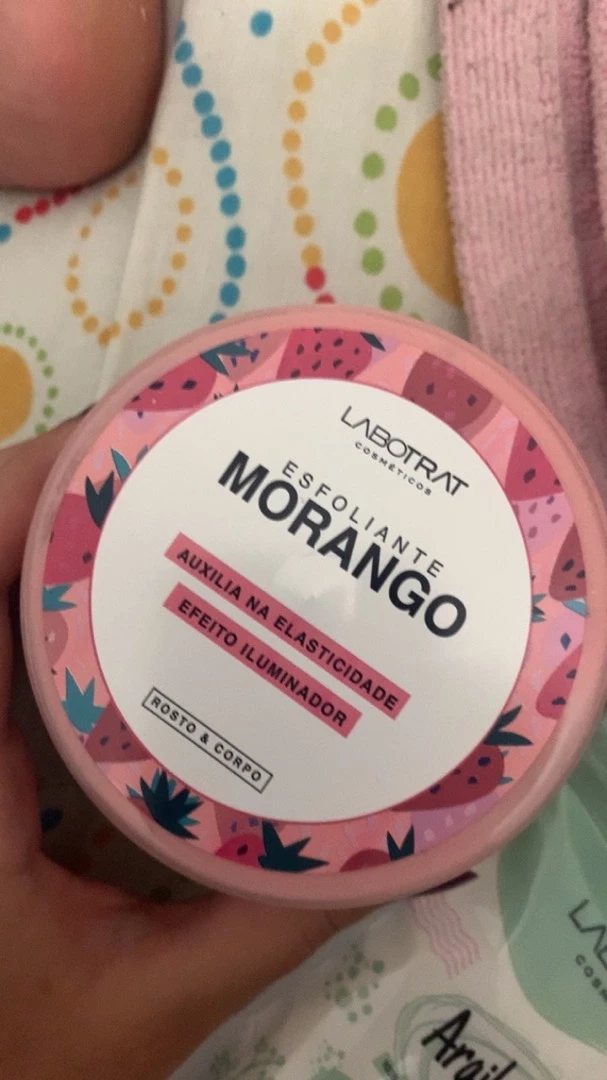 LABOTRAT
COSMÉTICOS
ESFOLIANTE
MORANGO
AUXILIA NA ELASTICIDADE
EFEITO ILUMINADOR
ROSTO & CORPO